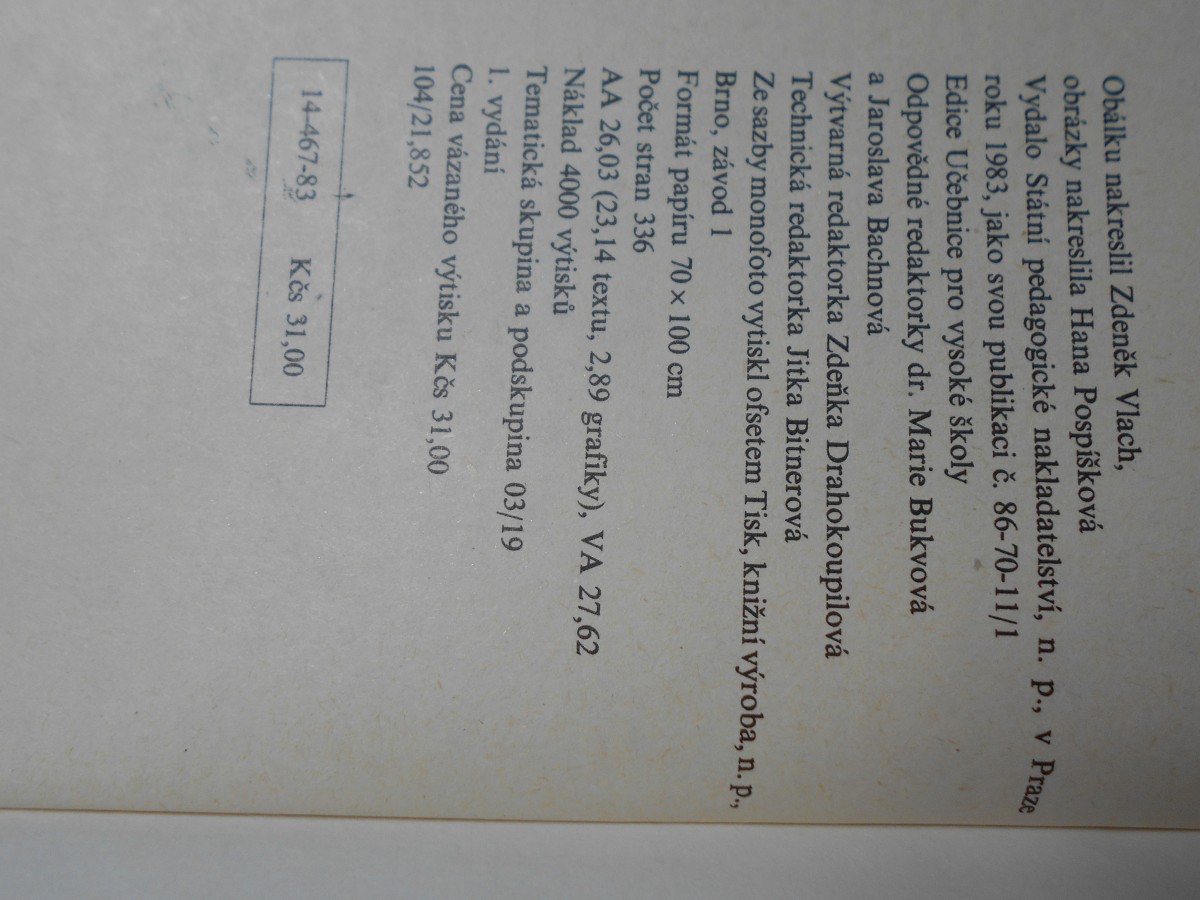 Obálku nakreslil Zdeněk Vlach,
obrázky nakreslila Hana Pospíšková
Vydalo Státní pedagogické nakladatelství, n. p., v Praze
roku 1983, jako svou publikaci č. 86-70-11/1
Edice Učebnice pro vysoké školy
Odpovědné redaktorky dr. Marie Bukvová
a Jaroslava Bachnová
Výtvarná redaktorka Zdeňka Drahokoupilová
Technická redaktorka Jitka Bitnerová
Ze sazby monofoto vytiskl ofsetem Tisk, knižní výroba, n. p.,
Brno, závod 1
Formát papíru 70 × 100 cm
Počet stran 336
AA 26,03 (23,14 textu, 2,89 grafiky), VA 27,62
Náklad 4000 výtisků
Tematická skupina a podskupina 03/19
1. vydání
Cena vázaného výtisku Kčs 31,00
104/21,852
14-467-83 Kčs 31,00